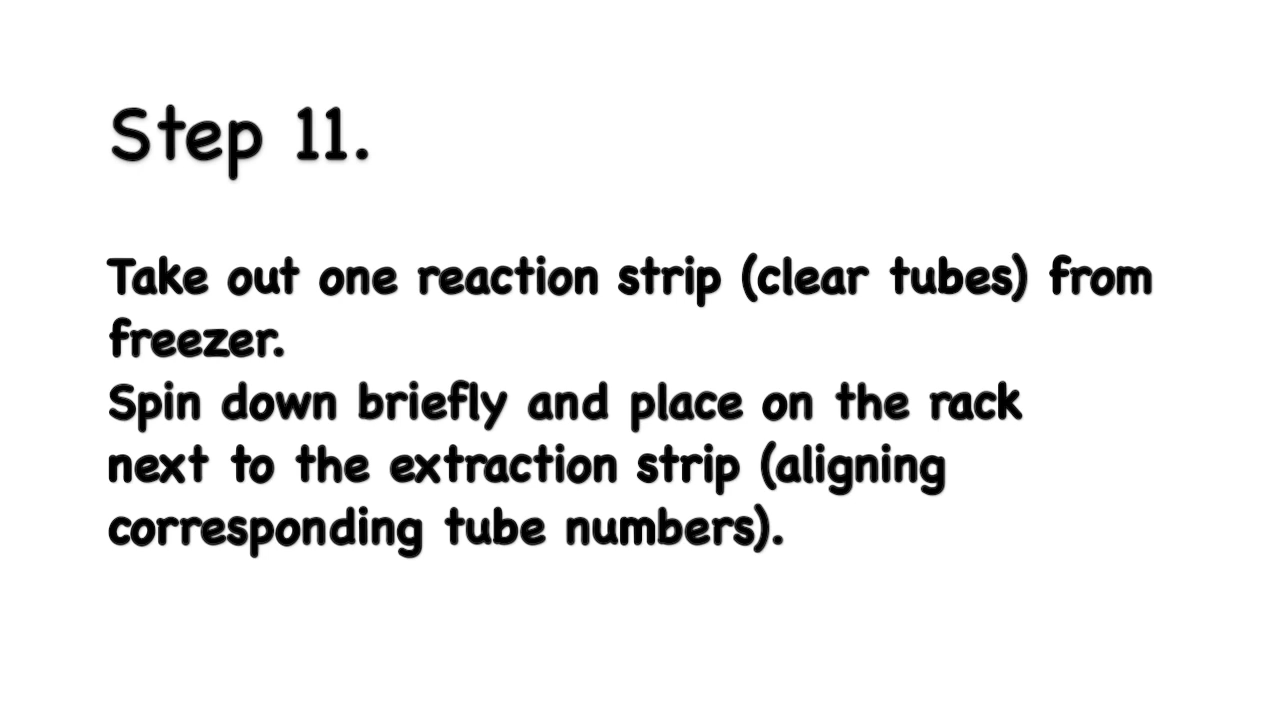 Step 11.
Take out one reaction strip (clear tubes) from
freezer.
Spin down briefly and place on the rack
next to the extraction strip (aligning
corresponding tube numbers).